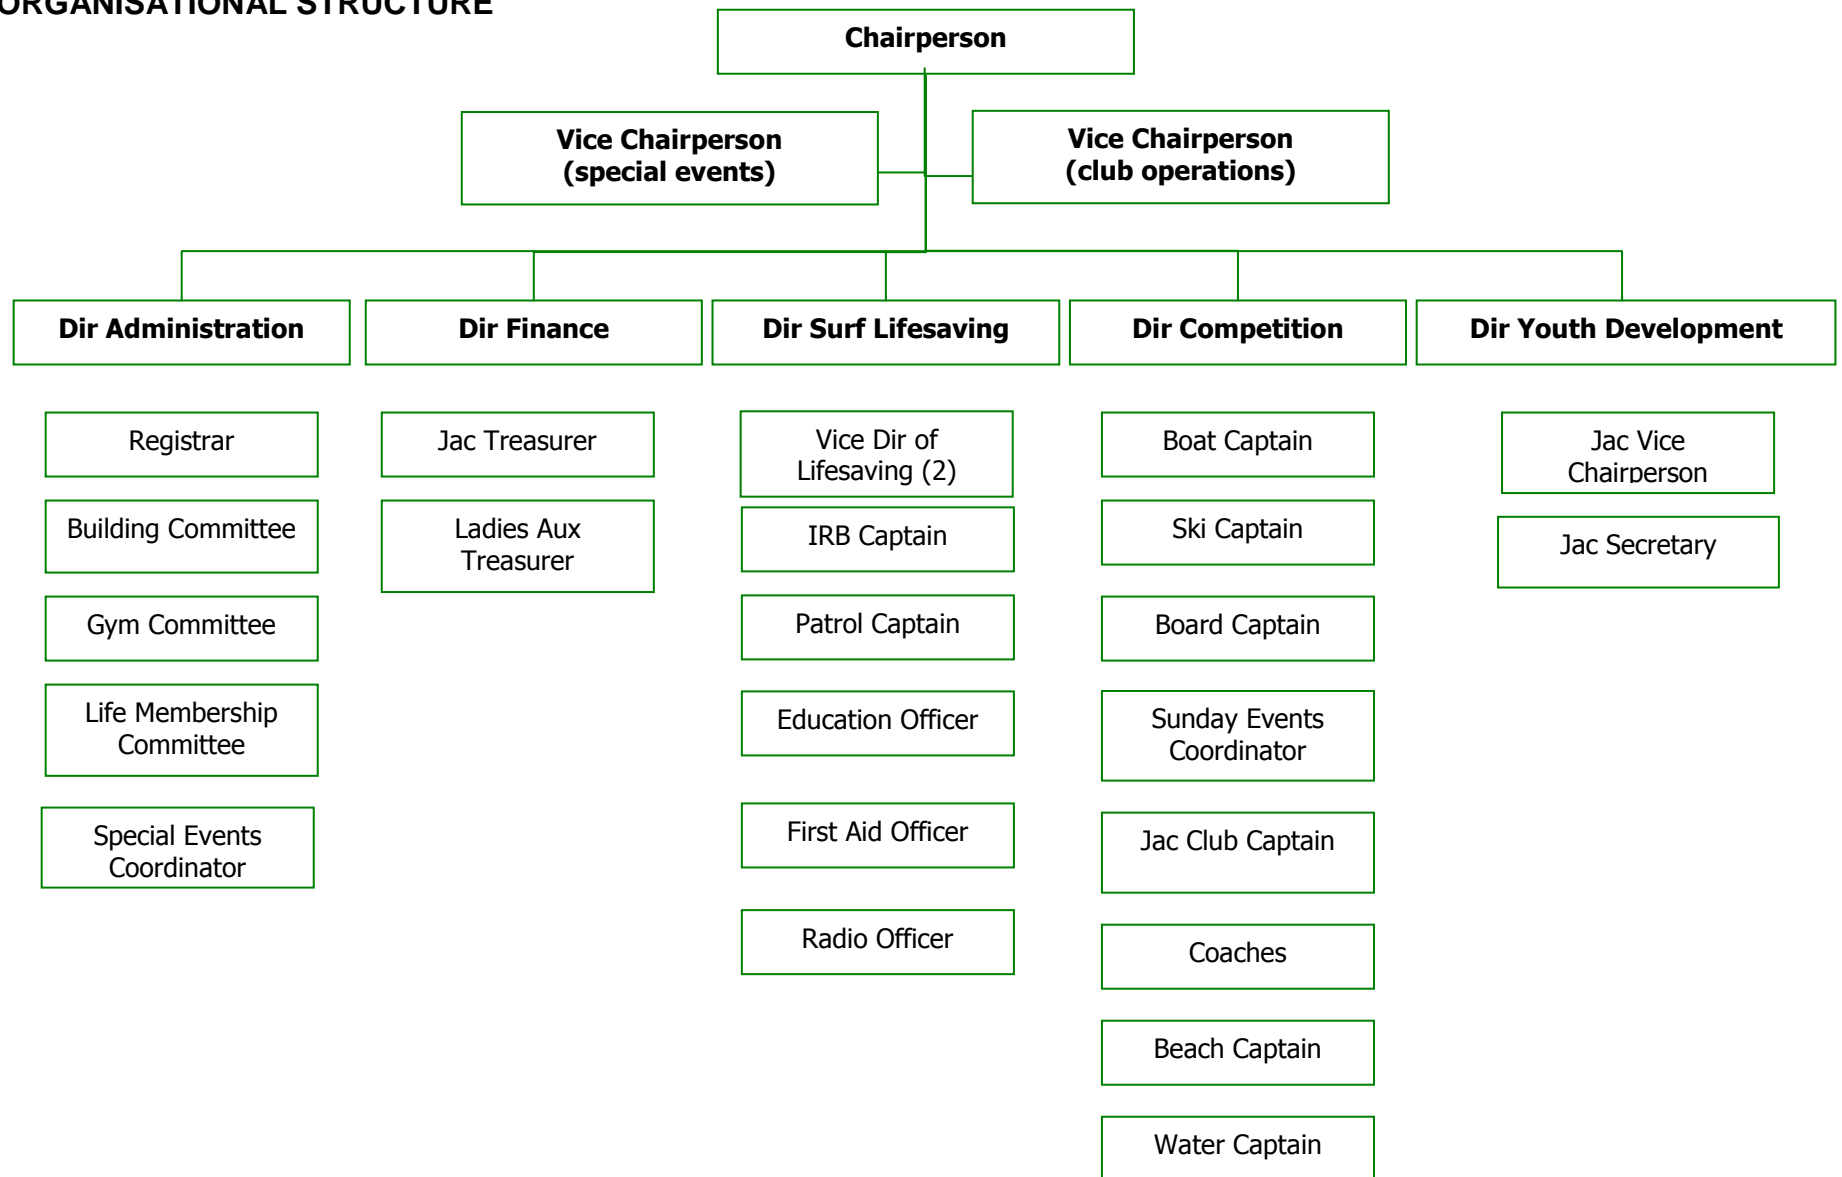 ORGANISATIONAL STRUCTURE
Chairperson
Vice Chairperson
(special events)
Vice Chairperson
(club operations)
Dir Administration
Dir Finance
Dir Surf Lifesaving
Dir Competition
Dir Youth Development
Registrar
Building Committee
Gym Committee
Life Membership
Committee
Special Events
Coordinator
Jac Treasurer
Ladies Aux
Treasurer
Vice Dir of
Lifesaving (2)
IRB Captain
Patrol Captain
Education Officer
First Aid Officer
Radio Officer
Boat Captain
Ski Captain
Board Captain
Sunday Events
Coordinator
Jac Club Captain
Coaches
Beach Captain
Water Captain
Jac Vice
Chairperson
Jac Secretary